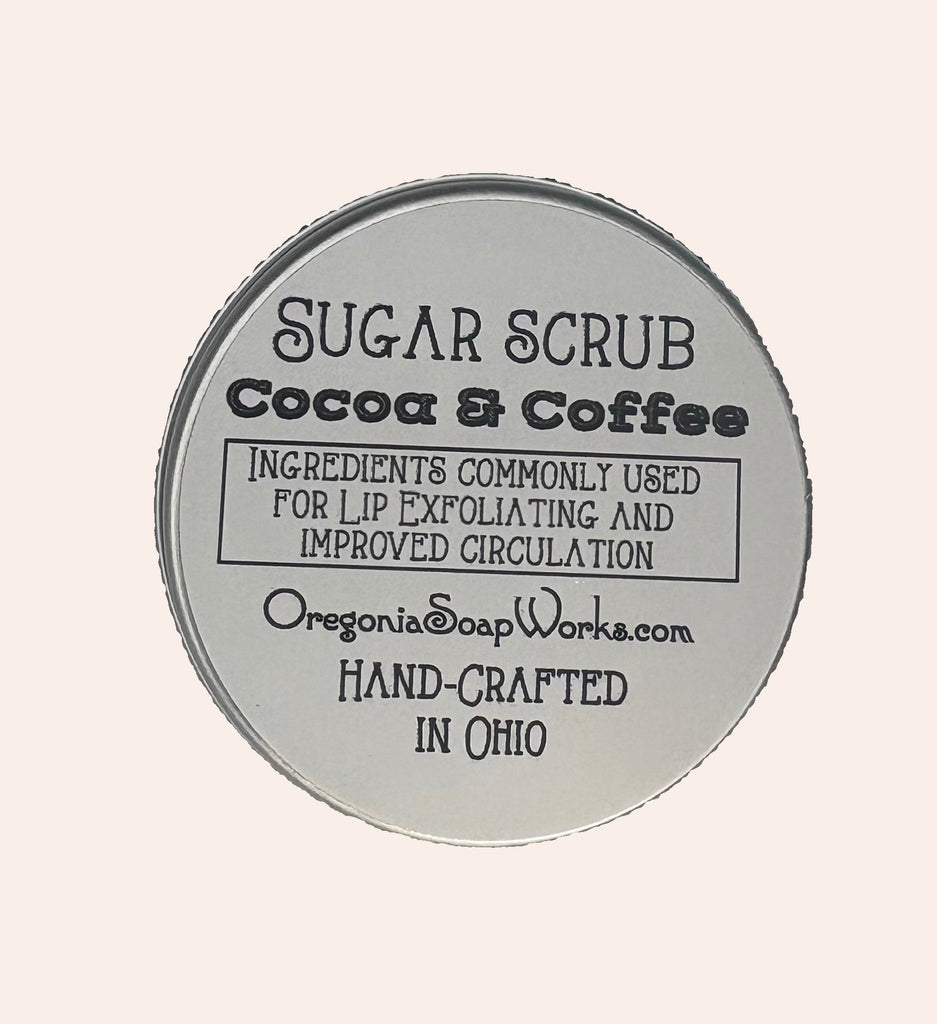 SUGAR SCRUB
Cocoa & Coffee
INGREDIENTS COMMONLY USED
FOR LIP EXFOLIATING AND
IMPROVED CIRCULATION
OregoniaSoapWorks.com
HAND-CRAFTED
IN OHIO